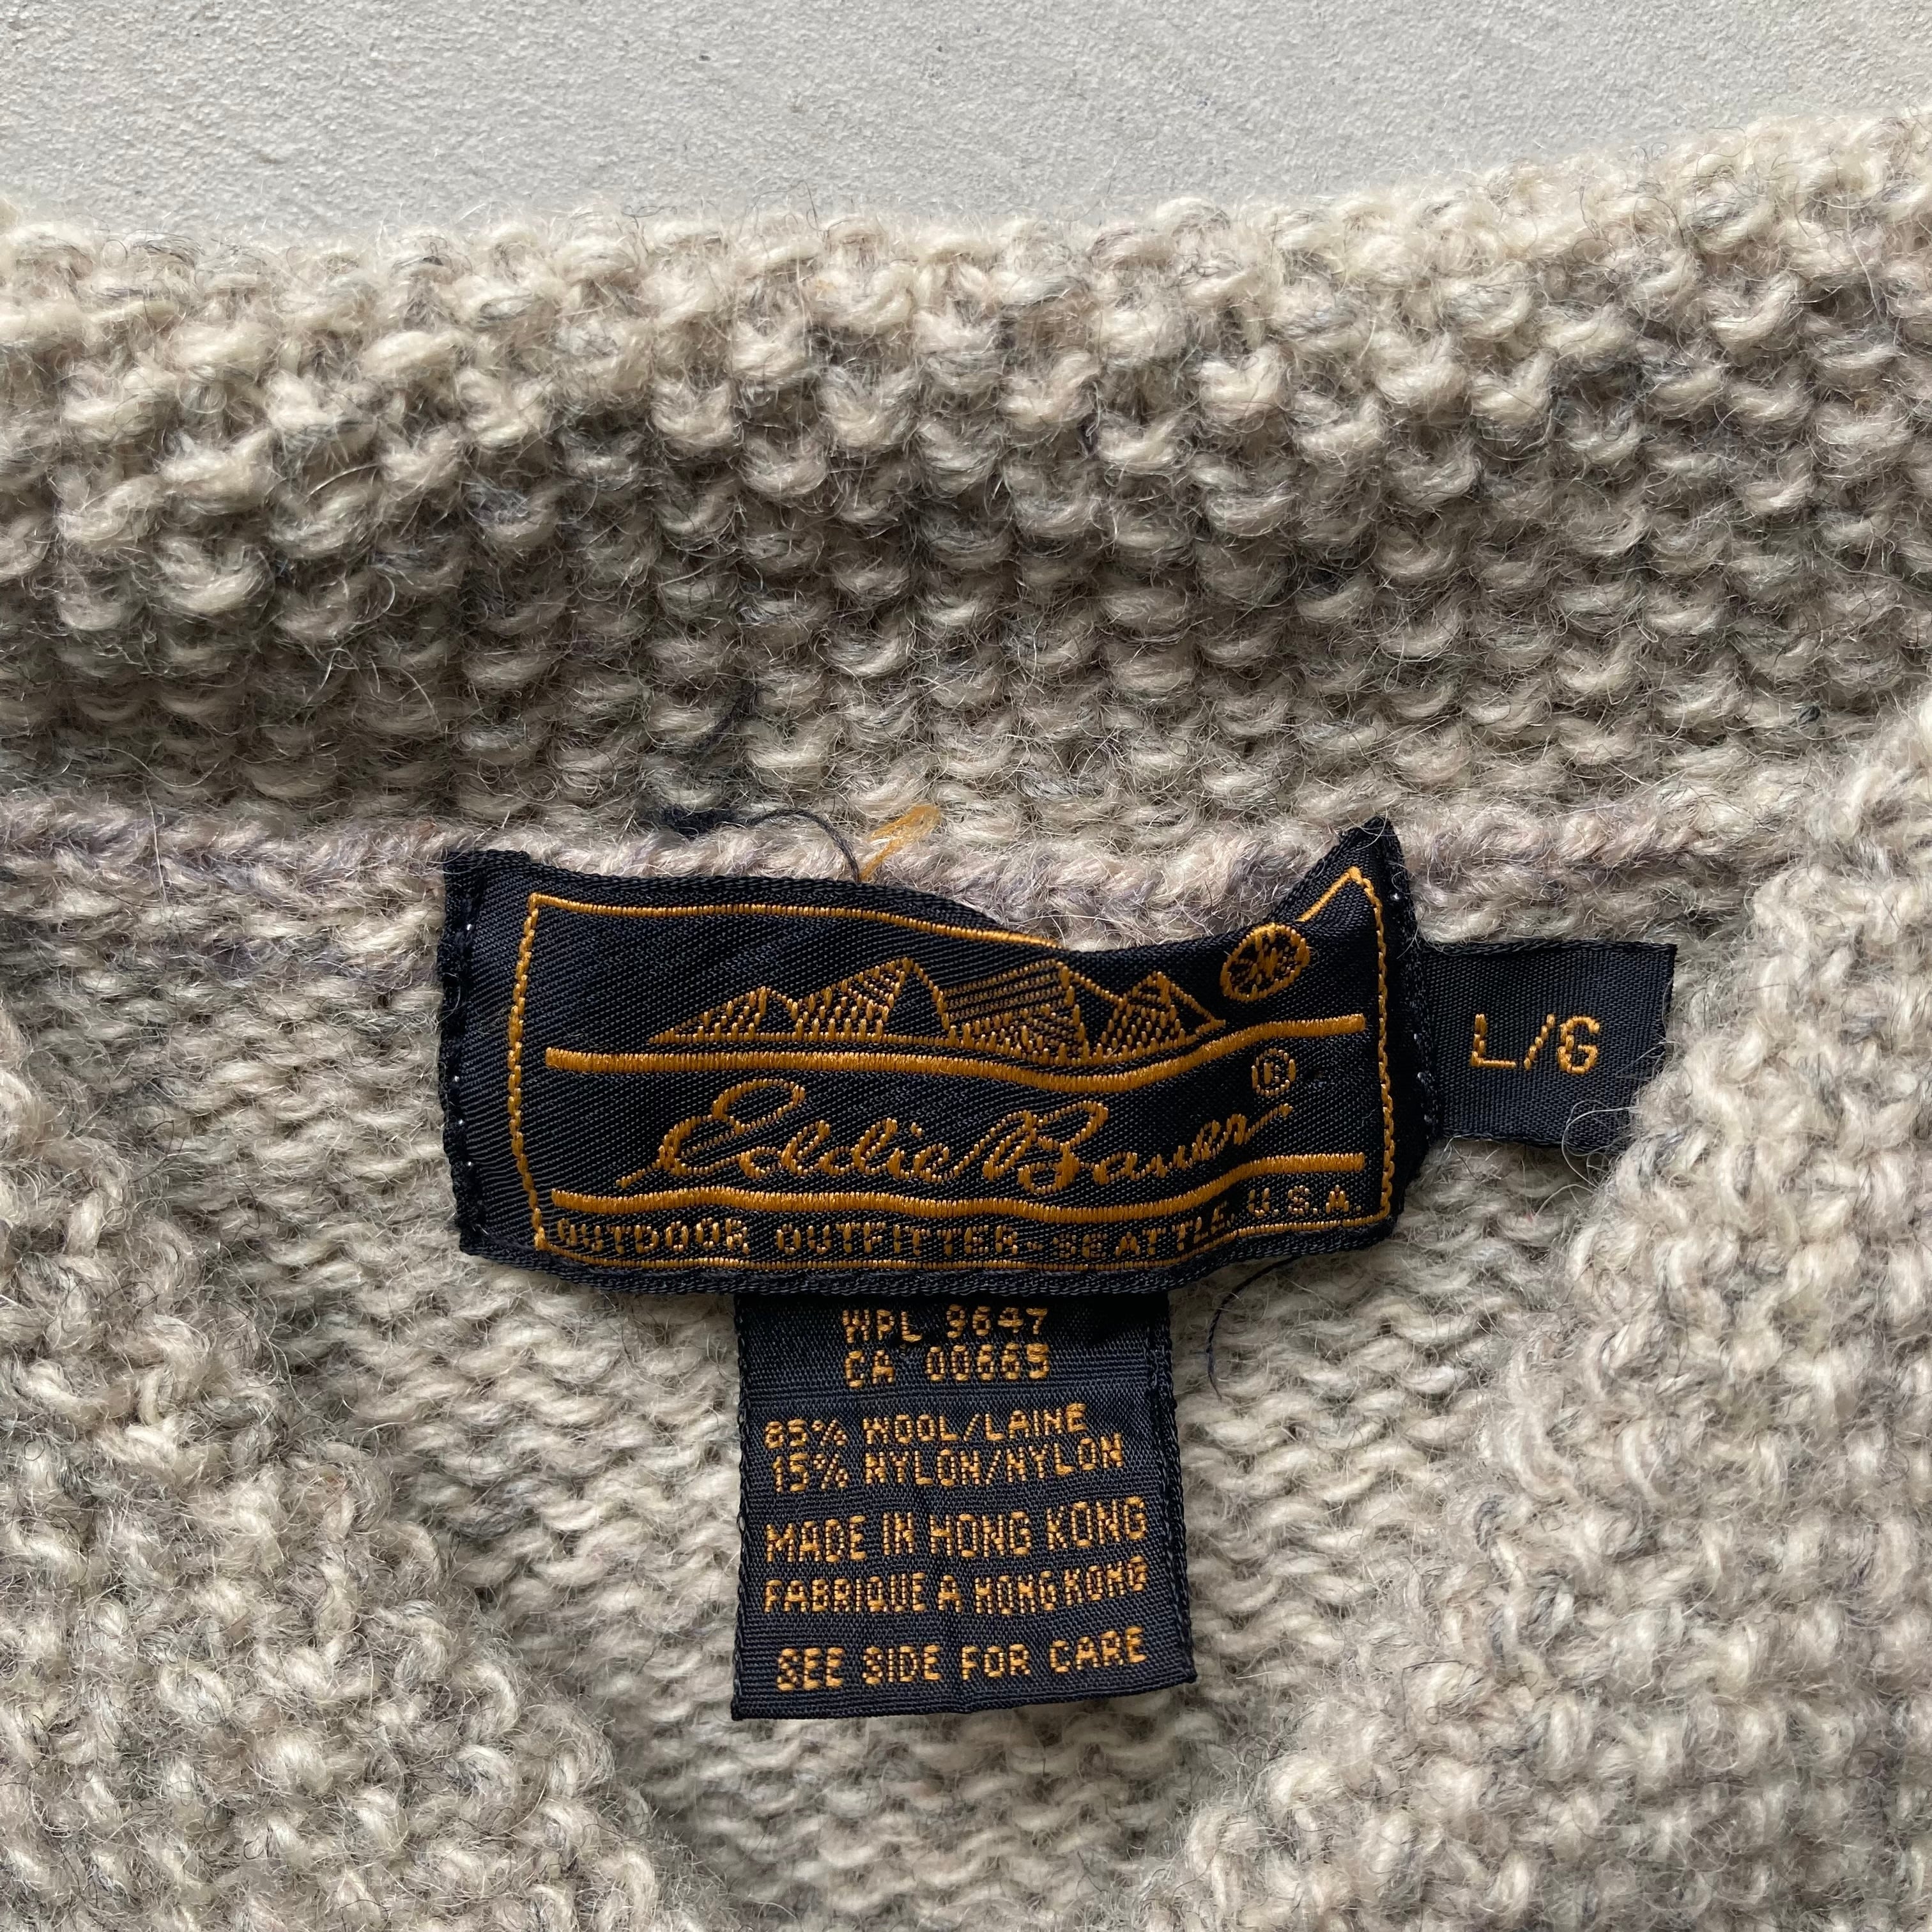 Eddie Bauer®
OUTDOOR OUTFITTER-SEATTLE, U.S.A.
L/G
WPL 9647
CA 00665
85% WOOL/LAINE
15% NYLON/NYLON
MADE IN HONG KONG
FABRIQUE A HONG KONG
SEE SIDE FOR CARE